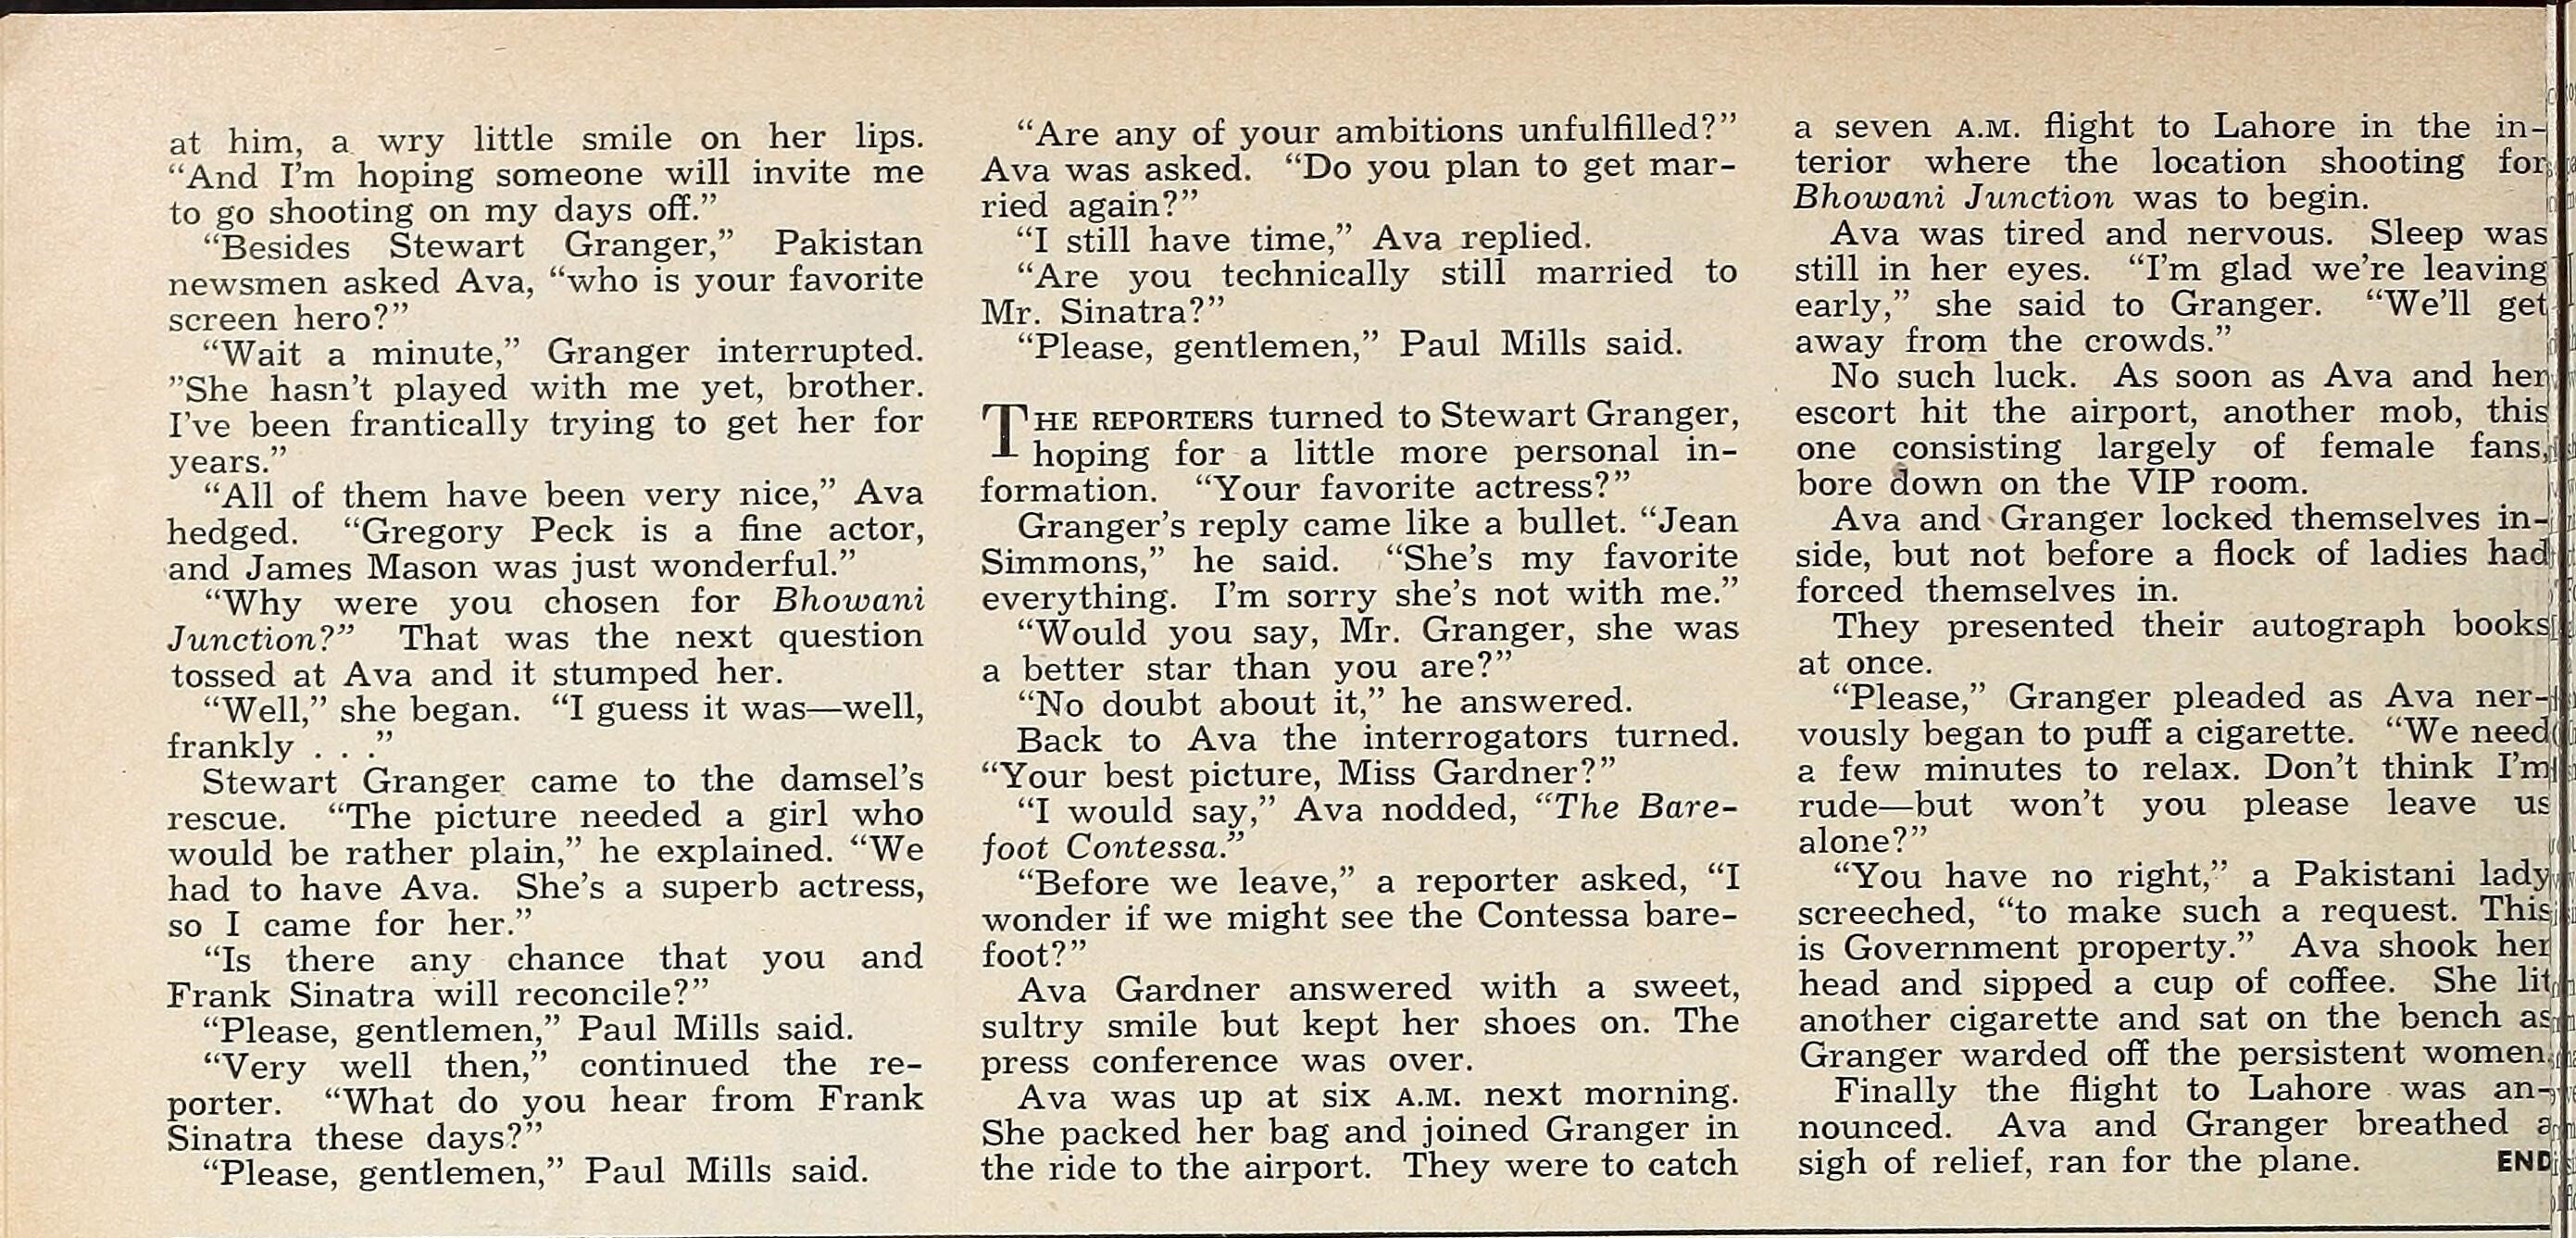 at him, a wry little smile on her lips.
“And I’m hoping someone will invite me
to go shooting on my days off.”
“Besides Stewart Granger,” Pakistan
newsmen asked Ava, “who is your favorite
screen hero?”
“Wait a minute,” Granger interrupted.
”She hasn’t played with me yet, brother.
I’ve been frantically trying to get her for
years.”
“All of them have been very nice,” Ava
hedged. “Gregory Peck is a fine actor,
and James Mason was just wonderful.”
“Why were you chosen for Bhowani
Junction?” That was the next question
tossed at Ava and it stumped her.
“Well,” she began. “I guess it was—well,
frankly . . .”
Stewart Granger came to the damsel’s
rescue. “The picture needed a girl who
would be rather plain,” he explained. “We
had to have Ava. She’s a superb actress,
so I came for her.”
“Is there any chance that you and
Frank Sinatra will reconcile?”
“Please, gentlemen,” Paul Mills said.
“Very well then,” continued the re-
porter. “What do you hear from Frank
Sinatra these days?”
“Please, gentlemen,” Paul Mills said.
“Are any of your ambitions unfulfilled?”
Ava was asked. “Do you plan to get mar-
ried again?”
“I still have time,” Ava replied.
“Are you technically still married to
Mr. Sinatra?”
“Please, gentlemen,” Paul Mills said.
THE REPORTERS turned to Stewart Granger,
hoping for a little more personal in-
formation. “Your favorite actress?”
Granger’s reply came like a bullet. “Jean
Simmons,” he said. “She’s my favorite
everything. I’m sorry she’s not with me.”
“Would you say, Mr. Granger, she was
a better star than you are?”
“No doubt about it,” he answered.
Back to Ava the interrogators turned.
“Your best picture, Miss Gardner?”
“I would say,” Ava nodded, “The Bare-
foot Contessa.”
“Before we leave,” a reporter asked, “I
wonder if we might see the Contessa bare-
foot?”
Ava Gardner answered with a sweet,
sultry smile but kept her shoes on. The
press conference was over.
Ava was up at six A.M. next morning.
She packed her bag and joined Granger in
the ride to the airport. They were to catch
a seven A.M. flight to Lahore in the in-
terior where the location shooting for
Bhowani Junction was to begin.
Ava was tired and nervous. Sleep was
still in her eyes. “I’m glad we’re leaving
early,” she said to Granger. “We’ll get
away from the crowds.”
No such luck. As soon as Ava and her
escort hit the airport, another mob, this
one consisting largely of female fans,
bore down on the VIP room.
Ava and Granger locked themselves in-
side, but not before a flock of ladies had
forced themselves in.
They presented their autograph books
at once.
“Please,” Granger pleaded as Ava ner-
vously began to puff a cigarette. “We need
a few minutes to relax. Don’t think I’m
rude—but won’t you please leave us
alone?”
“You have no right,” a Pakistani lady
screeched, “to make such a request. This
is Government property.” Ava shook her
head and sipped a cup of coffee. She lit
another cigarette and sat on the bench as
Granger warded off the persistent women.
Finally the flight to Lahore was an-
nounced. Ava and Granger breathed a
sigh of relief, ran for the plane. END